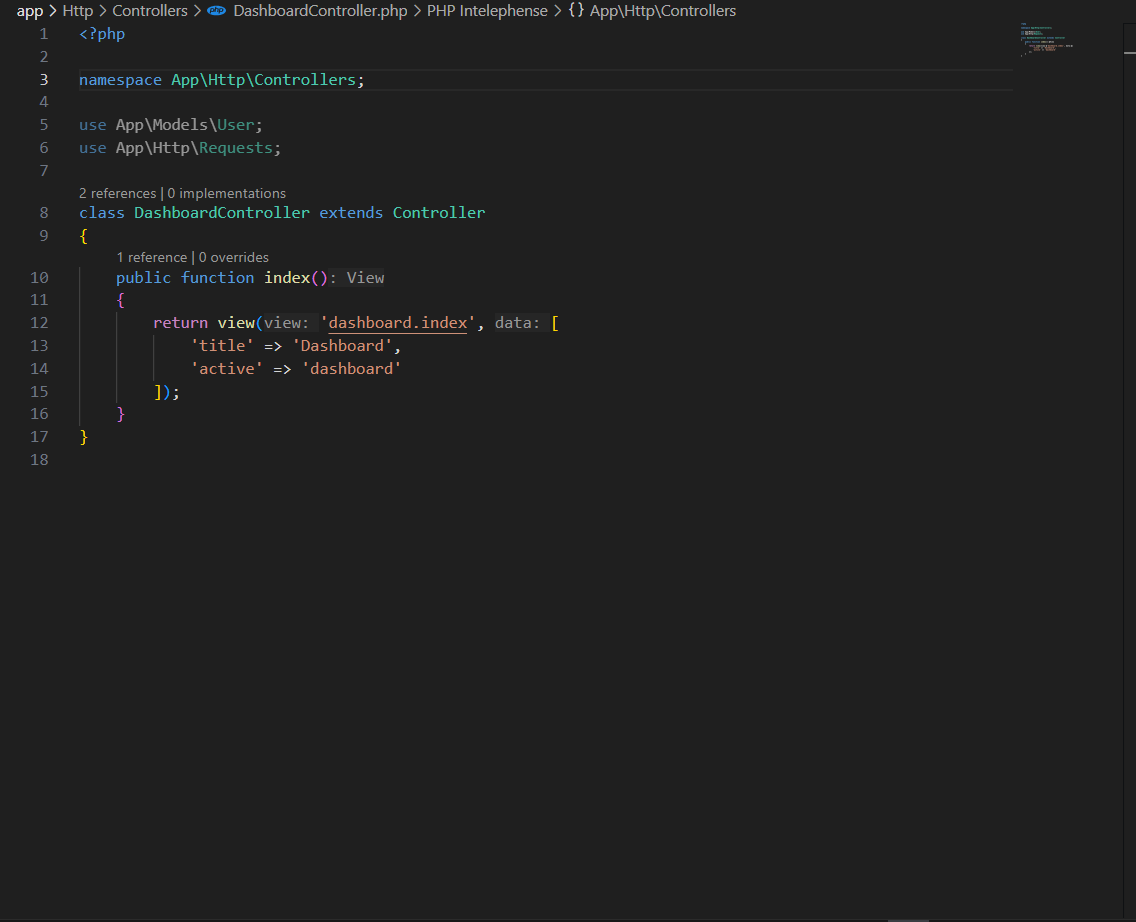 app > Http > Controllers > php DashboardController.php > PHP Intelephense > {} App\Http\Controllers
1 <?php
2
3 namespace App\Http\Controllers;
4
5 use App\Models\User;
6 use App\Http\Requests;
7
2 references | 0 implementations
8 class DashboardController extends Controller
9 {
1 reference | 0 overrides
10 public function index(): View
11 {
12 return view(view: 'dashboard.index', data: [
13 'title' => 'Dashboard',
14 'active' => 'dashboard'
15 ]);
16 }
17 }
18